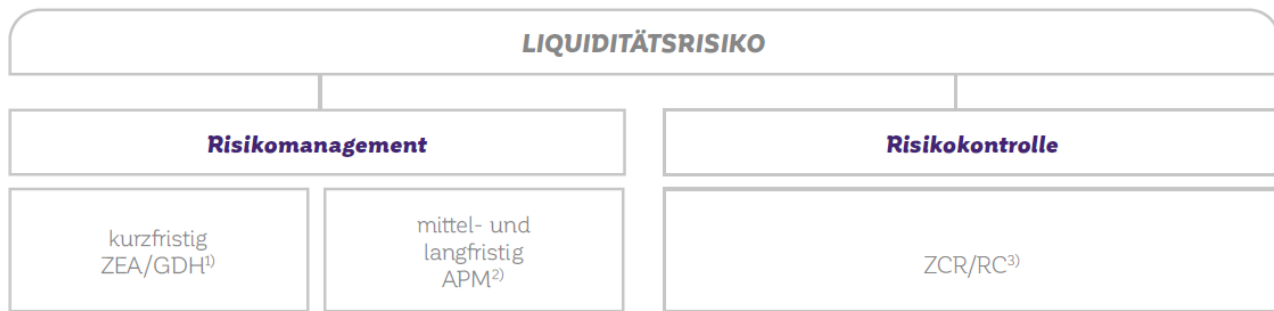 LIQUIDITÄTSRISIKO
Risikomanagement
Risikokontrolle
kurzfristig
ZEA/GDH¹⁾
mittel- und
langfristig
APM²⁾
ZCR/RC³⁾